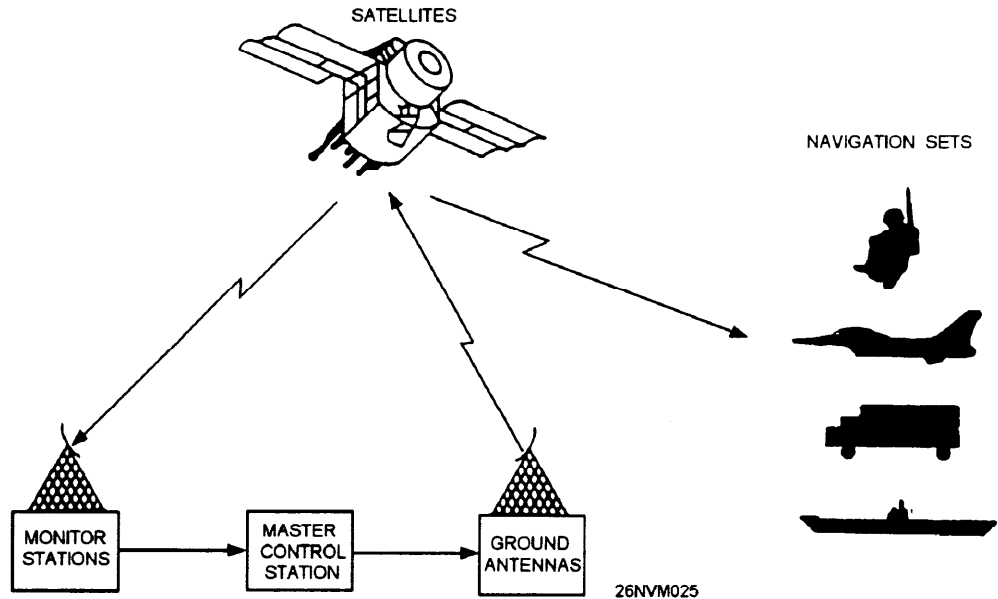 SATELLITES
NAVIGATION SETS
MONITOR
STATIONS
MASTER
CONTROL
STATION
GROUND
ANTENNAS
26NVM025